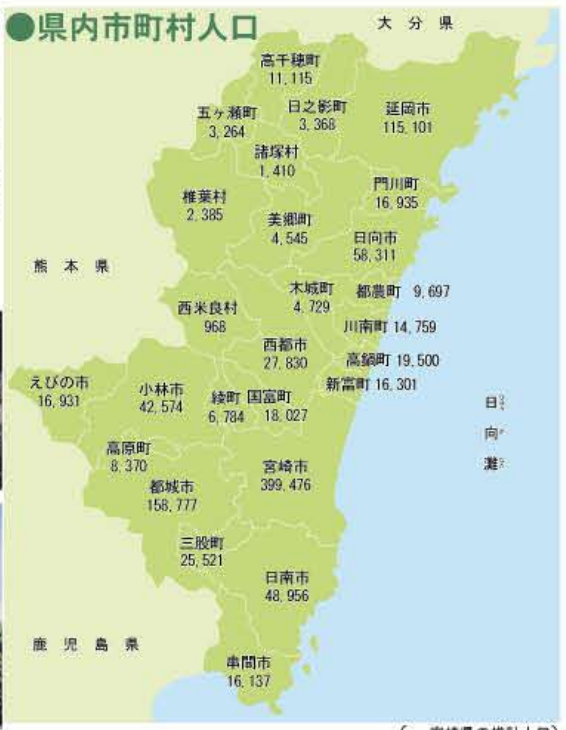 ●県内市町村人口
大分県
高千穂町
11,115
五ヶ瀬町
3,264
日之影町
3,368
延岡市
115,101
諸塚村
1,410
椎葉村
2,385
門川町
16,935
美郷町
4,545
日向市
58,311
熊本県
西米良村
968
木城町
4,729
都農町 9,697
川南町 14,759
西都市
27,830
高鍋町 19,500
新富町 16,301
えびの市
16,931
小林市
42,574
綾町
6,784
国富町
18,027
日向灘
高原町
8,370
都城市
158,777
宮崎市
399,476
三股町
25,521
日南市
48,956
鹿児島県
串間市
16,137